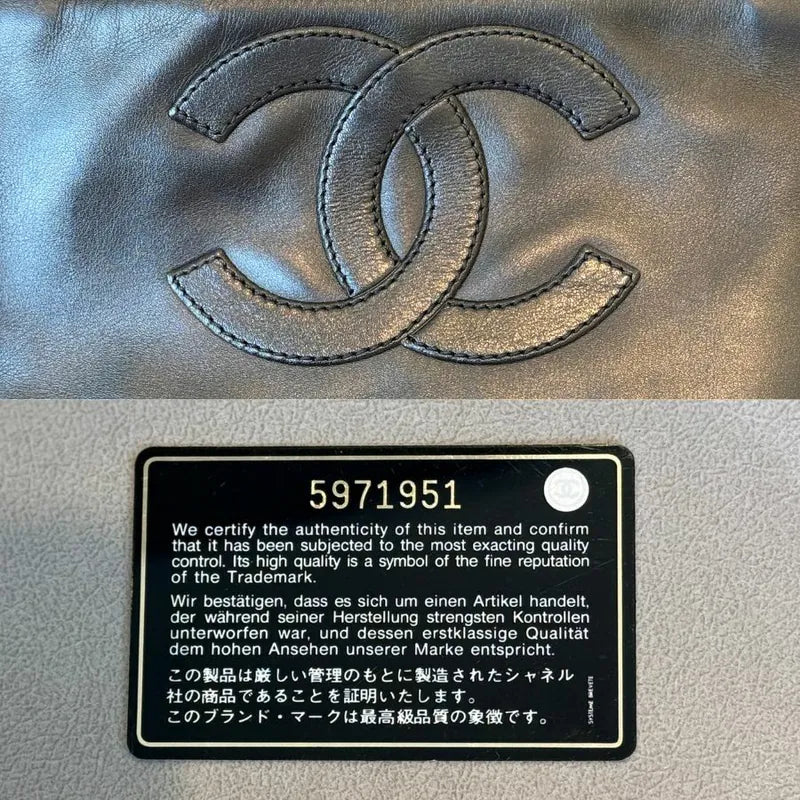 5971951
We certify the authenticity of this item and confirm
that it has been subjected to the most exacting quality
control. Its high quality is a symbol of the fine reputation
of the Trademark.
Wir bestätigen, dass es sich um einen Artikel handelt,
der während seiner Herstellung strengsten Kontrollen
unterworfen war, und dessen erstklassige Qualität
dem hohen Ansehen unserer Marke entspricht.
この製品は厳しい管理のもとに製造されたシャネル
社の商品であることを証明いたします。
このブランド・マークは最高級品質の象徴です。
SYSTEME BREVETE